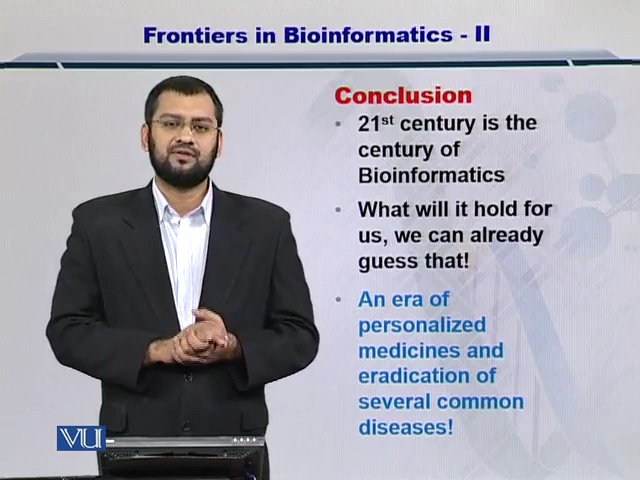 Frontiers in Bioinformatics - II
Conclusion
• 21st century is the
century of
Bioinformatics
• What will it hold for
us, we can already
guess that!
• An era of
personalized
medicines and
eradication of
several common
diseases!
VU